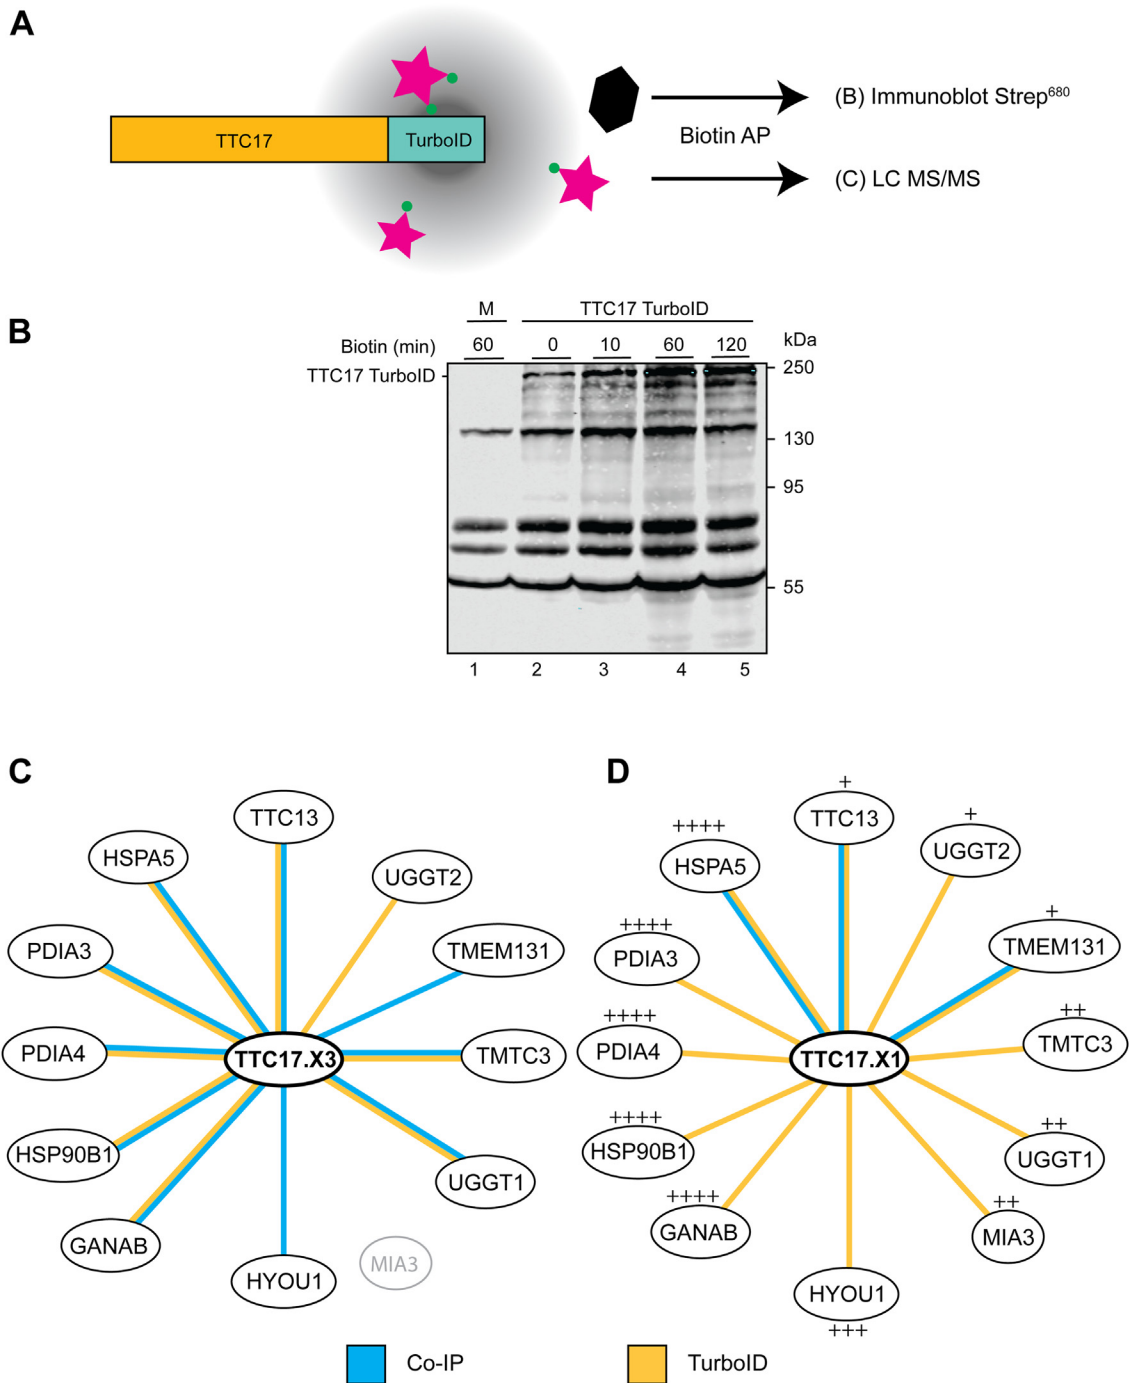 A
TTC17
TurboID
Biotin AP
(B) Immunoblot Strep⁶⁸⁰
(C) LC MS/MS
B
M
TTC17 TurboID
Biotin (min)
60
0
10
60
120
kDa
TTC17 TurboID
250
130
95
55
1
2
3
4
5
C
TTC13
HSPA5
UGGT2
PDIA3
TMEM131
PDIA4
TTC17.X3
TMTC3
HSP90B1
UGGT1
GANAB
HYOU1
MIA3
D
+
TTC13
++++
HSPA5
+
UGGT2
++++
PDIA3
+
TMEM131
++++
PDIA4
TTC17.X1
++
TMTC3
++++
HSP90B1
++
UGGT1
++++
GANAB
++
MIA3
HYOU1
+++
Co-IP
TurboID